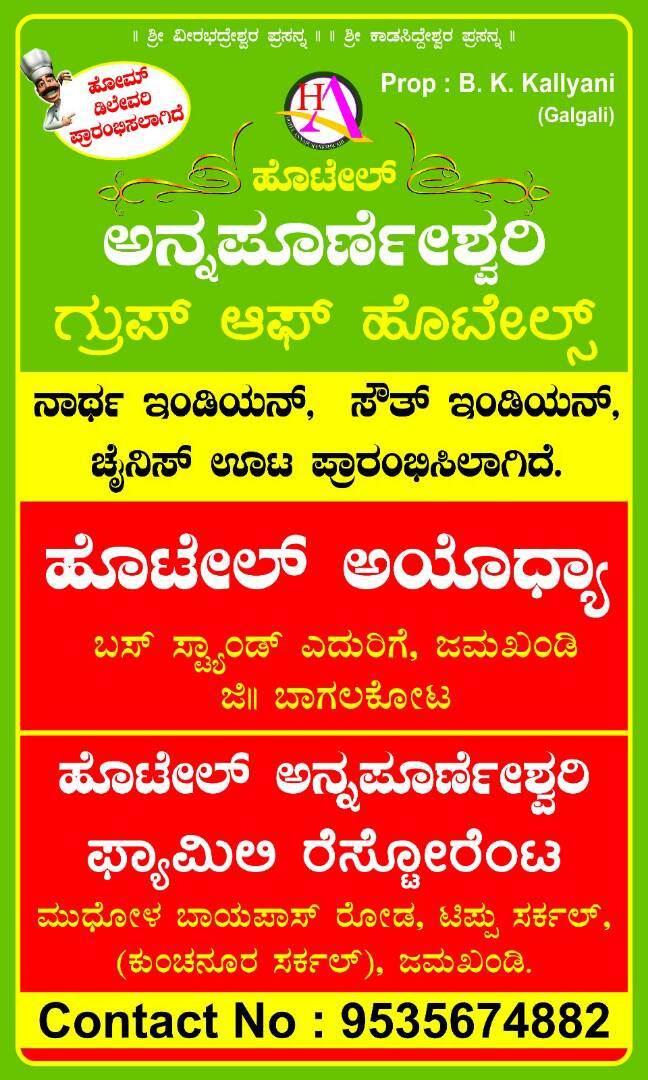 ॥ ಶ್ರೀ ವೀರಭದ್ರೇಶ್ವರ ಪ್ರಸನ್ನ ॥ ॥ ಶ್ರೀ ಕಾಡಸಿದ್ದೇಶ್ವರ ಪ್ರಸನ್ನ ॥
ಹೋಮ್
ಡಿಲೇವರಿ
ಪ್ರಾರಂಭಿಸಲಾಗಿದೆ
HA
Prop : B. K. Kallyani
(Galgali)
ಹೊಟೇಲ್
ಅನ್ನಪೂರ್ಣೇಶ್ವರಿ
ಗ್ರುಪ್ ಆಫ್ ಹೊಟೇಲ್ಸ್
ನಾರ್ಥ ಇಂಡಿಯನ್, ಸೌತ್ ಇಂಡಿಯನ್,
ಚೈನಿಸ್ ಊಟ ಪ್ರಾರಂಭಿಸಿಲಾಗಿದೆ.
ಹೊಟೇಲ್ ಅಯೋಧ್ಯಾ
ಬಸ್ ಸ್ಟ್ಯಾಂಡ್ ಎದುರಿಗೆ, ಜಮಖಂಡಿ
ಜಿ॥ ಬಾಗಲಕೋಟ
ಹೊಟೇಲ್ ಅನ್ನಪೂರ್ಣೇಶ್ವರಿ
ಫ್ಯಾಮಿಲಿ ರೆಸ್ಟೋರೆಂಟ
ಮುಧೋಳ ಬಾಯಪಾಸ್ ರೋಡ, ಟಿಪ್ಪು ಸರ್ಕಲ್,
(ಕುಂಚನೂರ ಸರ್ಕಲ್), ಜಮಖಂಡಿ.
Contact No : 9535674882